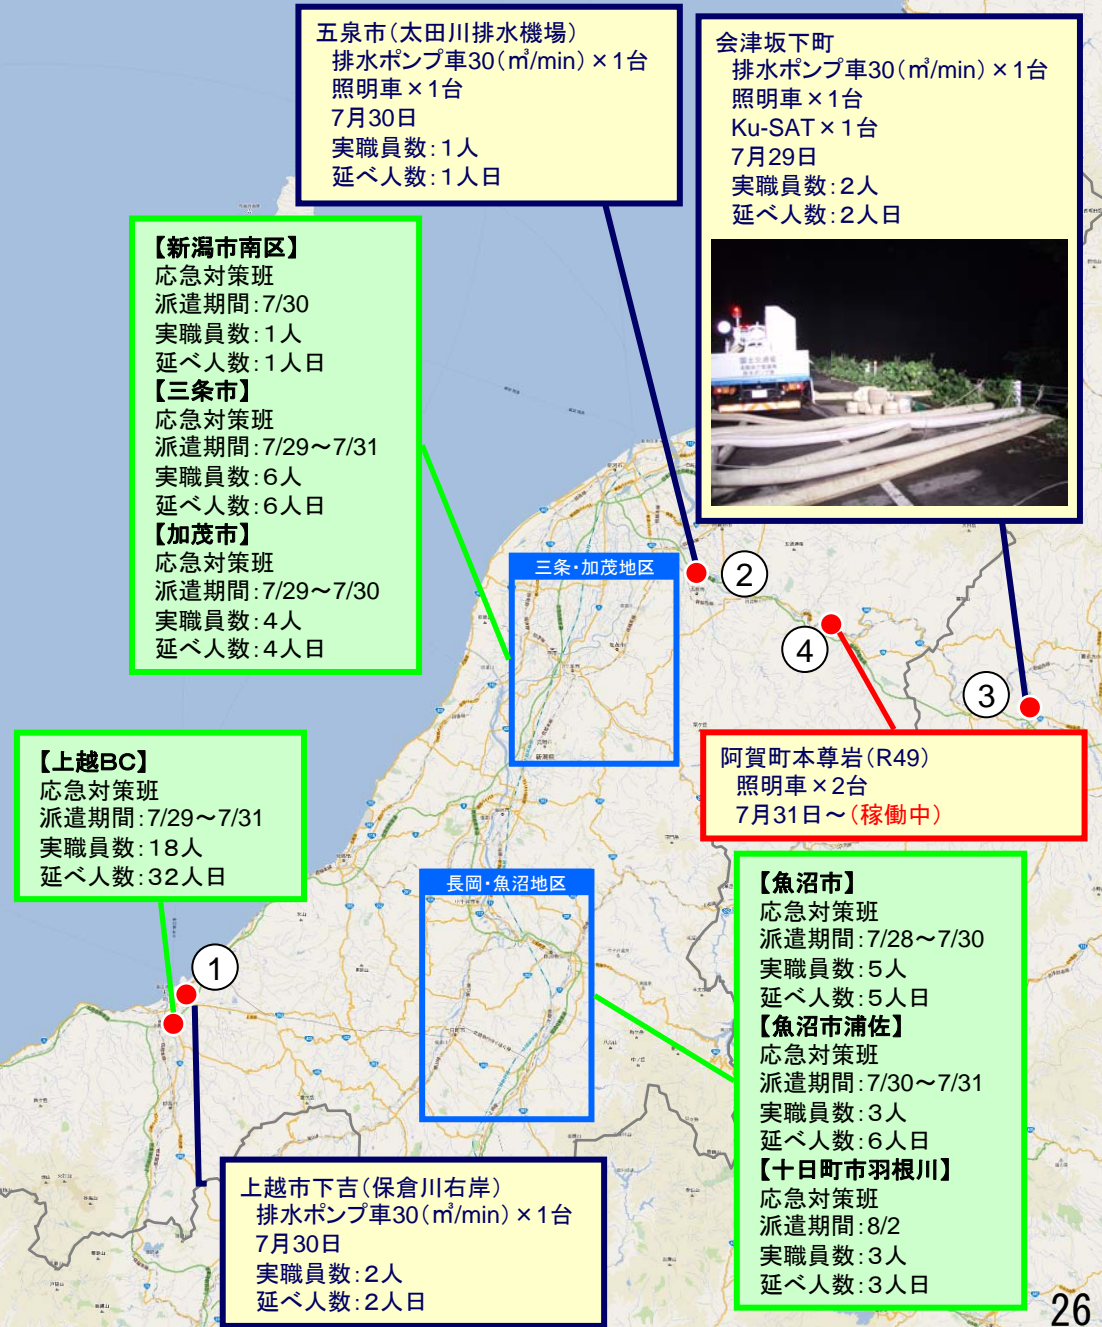 五泉市(太田川排水機場)
排水ポンプ車30(㎥/min)×1台
照明車×1台
7月30日
実職員数:1人
延べ人数:1人日
会津坂下町
排水ポンプ車30(㎥/min)×1台
照明車×1台
Ku-SAT×1台
7月29日
実職員数:2人
延べ人数:2人日
【新潟市南区】
応急対策班
派遣期間:7/30
実職員数:1人
延べ人数:1人日
【三条市】
応急対策班
派遣期間:7/29～7/31
実職員数:6人
延べ人数:6人日
【加茂市】
応急対策班
派遣期間:7/29～7/30
実職員数:4人
延べ人数:4人日
三条・加茂地区
②
④
③
阿賀町本尊岩(R49)
照明車×2台
7月31日～(稼働中)
【上越BC】
応急対策班
派遣期間:7/29～7/31
実職員数:18人
延べ人数:32人日
長岡・魚沼地区
①
【魚沼市】
応急対策班
派遣期間:7/28～7/30
実職員数:5人
延べ人数:5人日
【魚沼市浦佐】
応急対策班
派遣期間:7/30～7/31
実職員数:3人
延べ人数:6人日
【十日町市羽根川】
応急対策班
派遣期間:8/2
実職員数:3人
延べ人数:3人日
上越市下吉(保倉川右岸)
排水ポンプ車30(㎥/min)×1台
7月30日
実職員数:2人
延べ人数:2人日
26